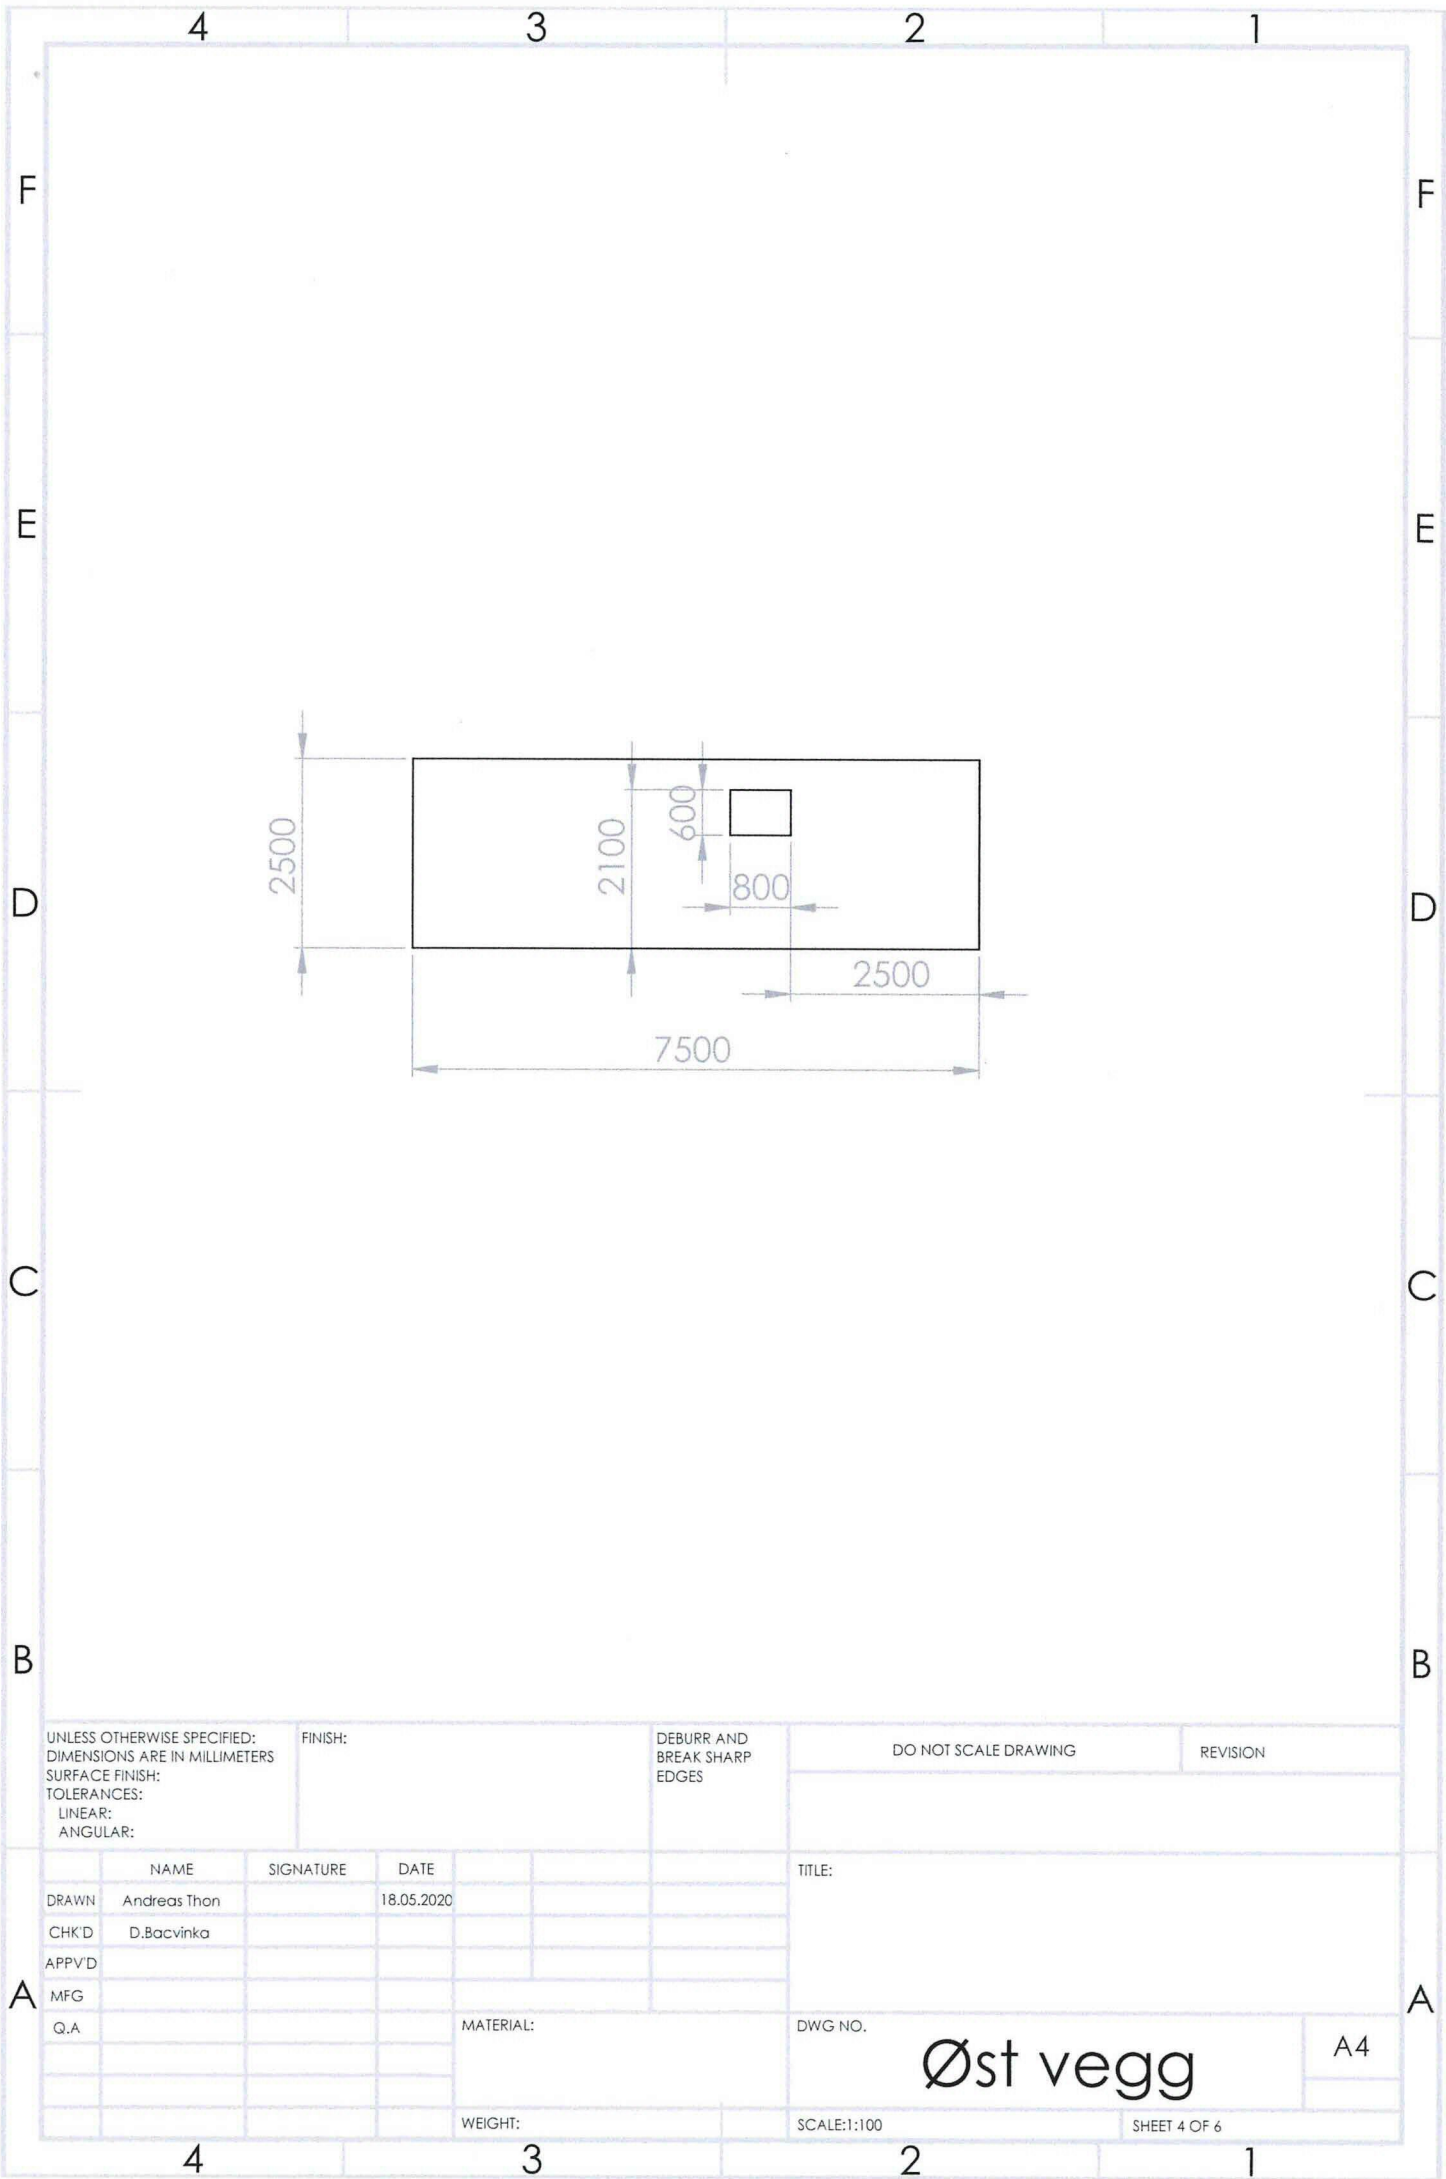 4 3 2 1
F F
E E
2500
2100
600
800
D D
2500
7500
C C
B B
UNLESS OTHERWISE SPECIFIED:
DIMENSIONS ARE IN MILLIMETERS
SURFACE FINISH:
TOLERANCES:
LINEAR:
ANGULAR:
FINISH:
DEBURR AND
BREAK SHARP
EDGES
DO NOT SCALE DRAWING
REVISION
NAME SIGNATURE DATE
DRAWN Andreas Thon 18.05.2020
CHK'D D.Bacvinka
APPV'D
MFG
Q.A
TITLE:
A A
MATERIAL:
DWG NO.
Øst vegg
A4
WEIGHT:
SCALE:1:100
SHEET 4 OF 6
4 3 2 1